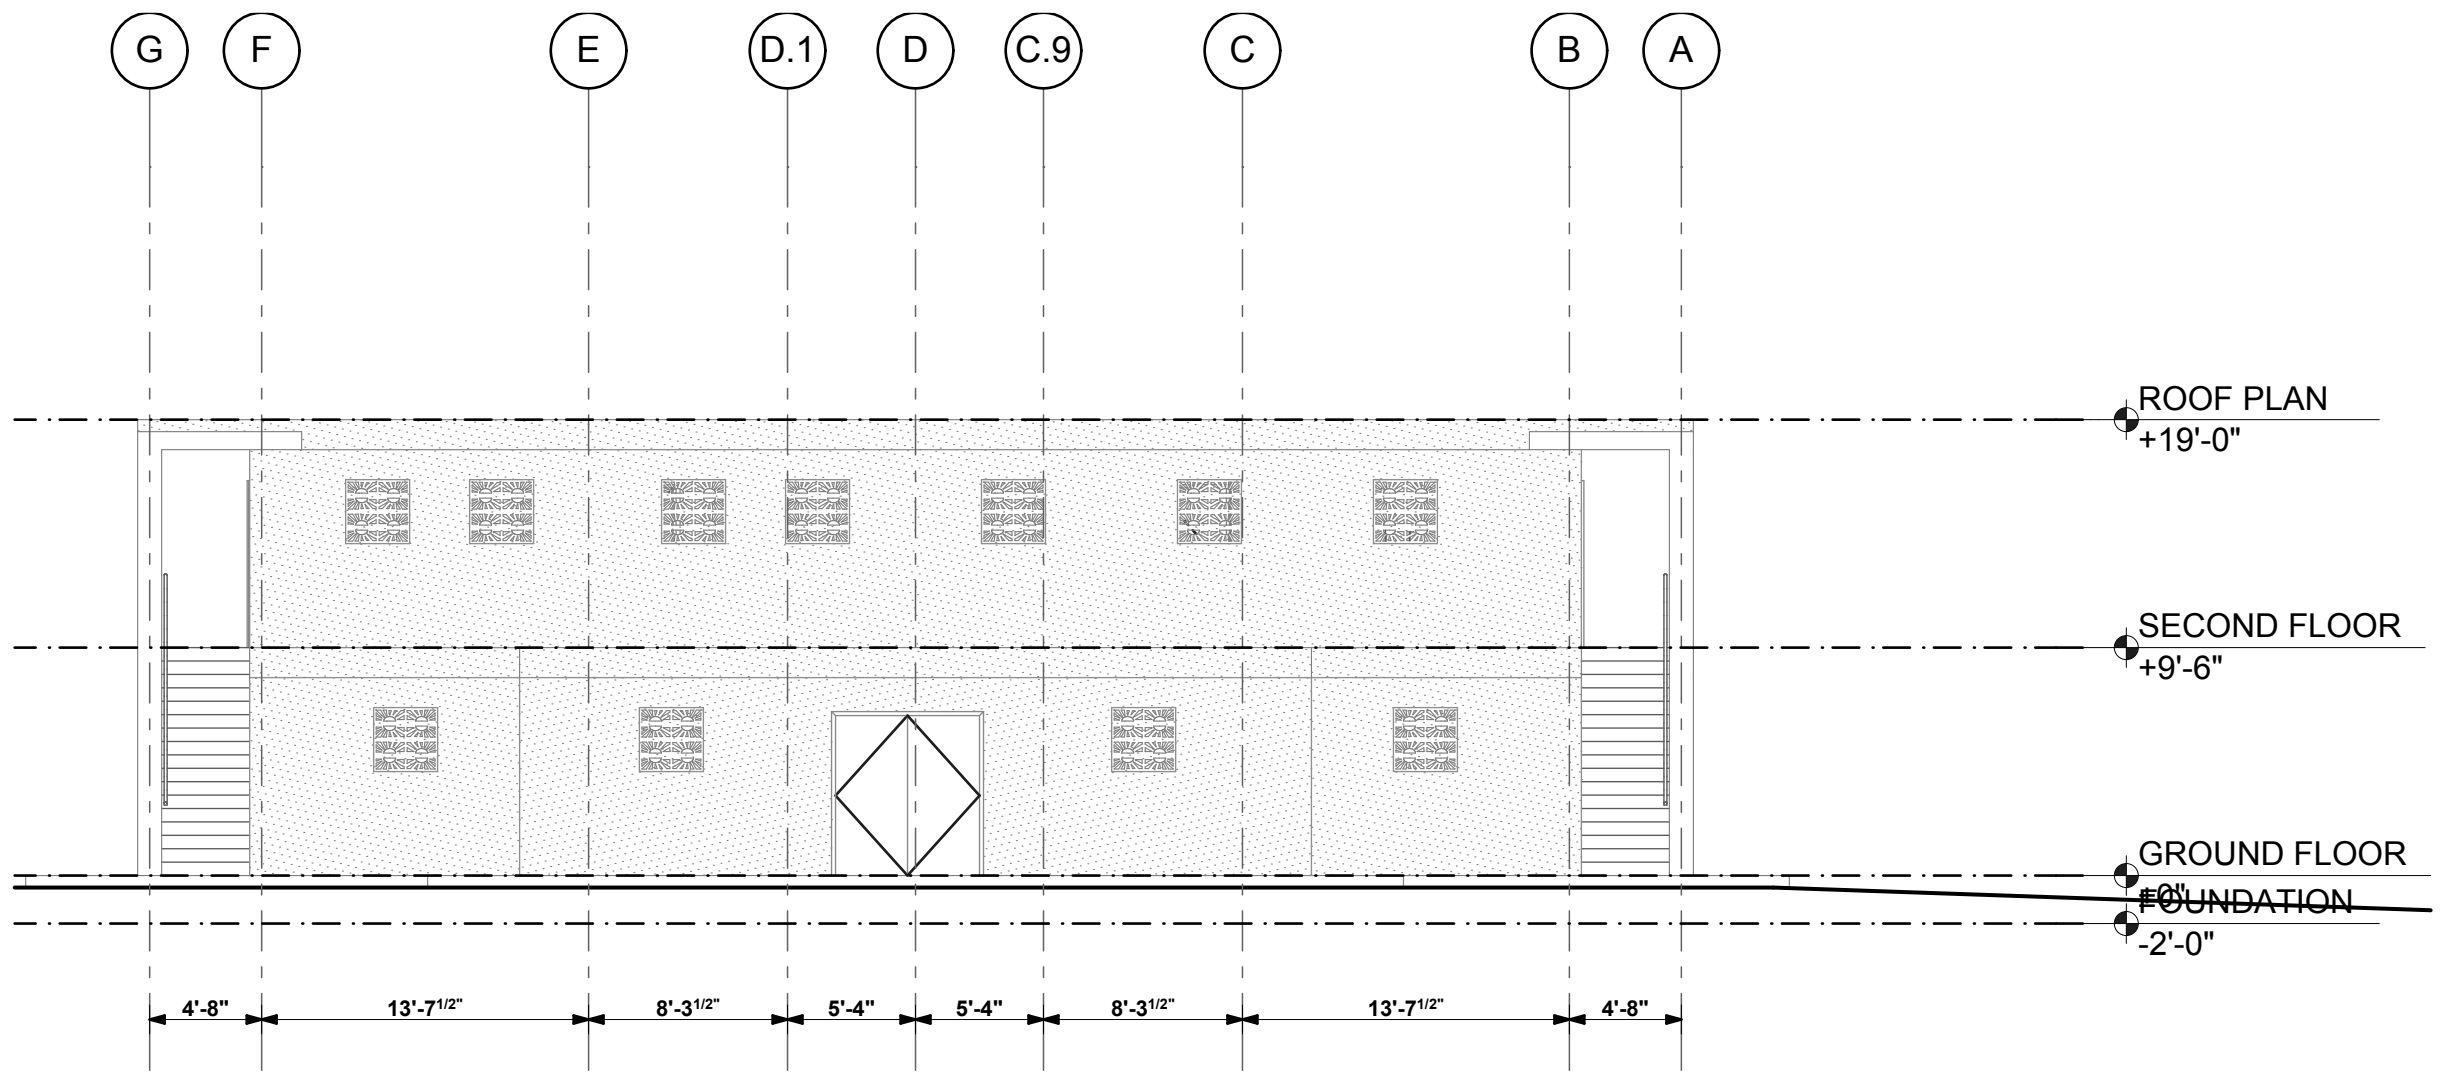 G F E D.1 D C.9 C B A
ROOF PLAN
+19'-0"
SECOND FLOOR
+9'-6"
GROUND FLOOR
±0"
FOUNDATION
-2'-0"
4'-8" 13'-7 1/2" 8'-3 1/2" 5'-4" 5'-4" 8'-3 1/2" 13'-7 1/2" 4'-8"